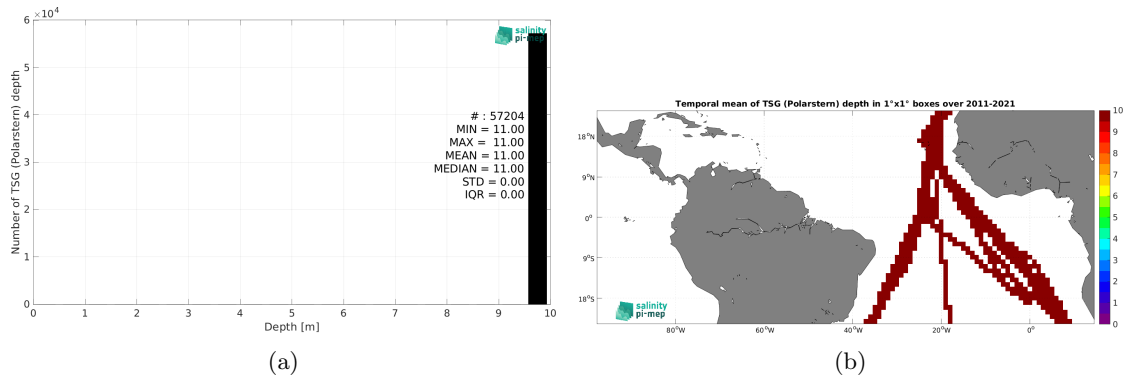 ×10⁴
6
5
4
3
2
1
0
Number of TSG (Polarstern) depth
salinity
pi-mep
# : 57204
MIN = 11.00
MAX = 11.00
MEAN = 11.00
MEDIAN = 11.00
STD = 0.00
IQR = 0.00
0 1 2 3 4 5 6 7 8 9 10
Depth [m]
(a)
Temporal mean of TSG (Polarstern) depth in 1°x1° boxes over 2011-2021
18°N
9°N
0°
9°S
18°S
80°W 60°W 40°W 20°W 0°
salinity
pi-mep
10
9
8
7
6
5
4
3
2
1
0
(b)